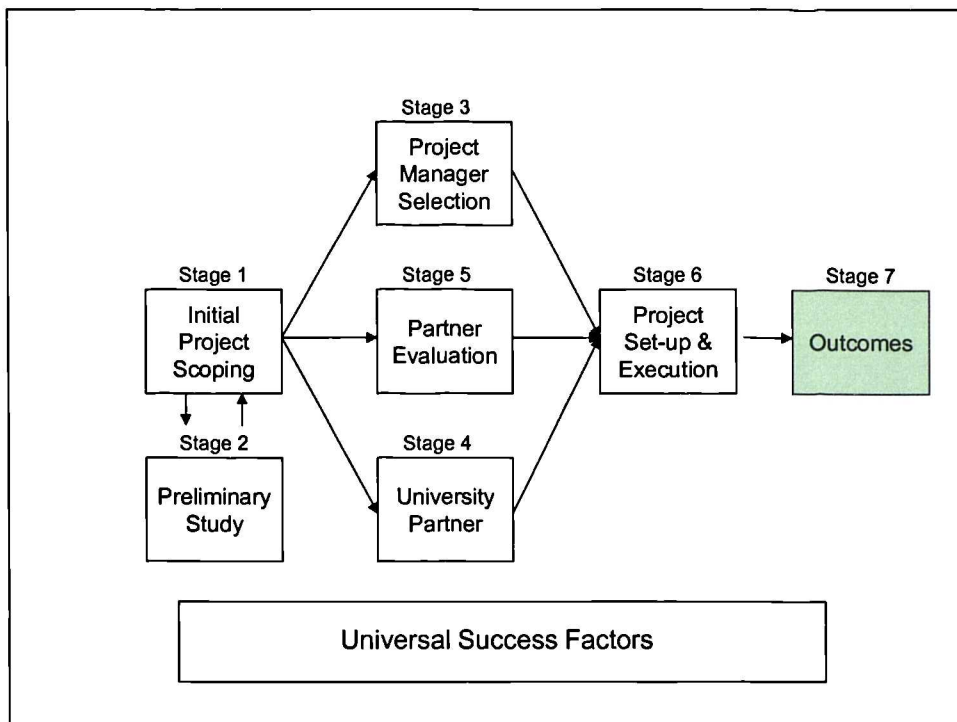 Stage 3
Project
Manager
Selection
Stage 1
Initial
Project
Scoping
Stage 5
Partner
Evaluation
Stage 6
Project
Set-up &
Execution
Stage 7
Outcomes
Stage 2
Preliminary
Study
Stage 4
University
Partner
Universal Success Factors